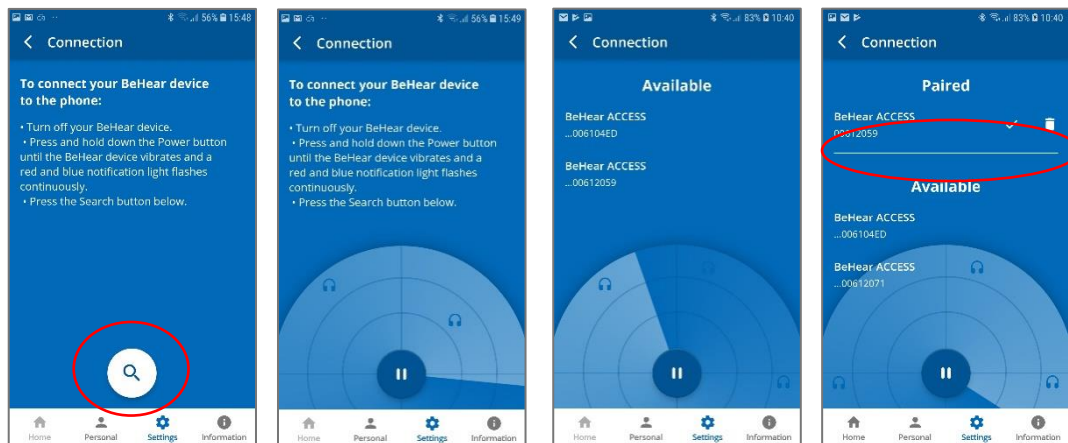 56% 15:48
Connection
To connect your BeHear device
to the phone:
• Turn off your BeHear device.
• Press and hold down the Power button
until the BeHear device vibrates and a
red and blue notification light flashes
continuously.
• Press the Search button below.
Home Personal Settings Information
56% 15:49
Connection
To connect your BeHear device
to the phone:
• Turn off your BeHear device.
• Press and hold down the Power button
until the BeHear device vibrates and a
red and blue notification light flashes
continuously.
• Press the Search button below.
Home Personal Settings Information
83% 10:40
Connection
Available
BeHear ACCESS
...006104ED
BeHear ACCESS
...00612059
Home Personal Settings Information
83% 10:40
Connection
Paired
BeHear ACCESS
00612059
Available
BeHear ACCESS
...006104ED
BeHear ACCESS
...00612071
Home Personal Settings Information